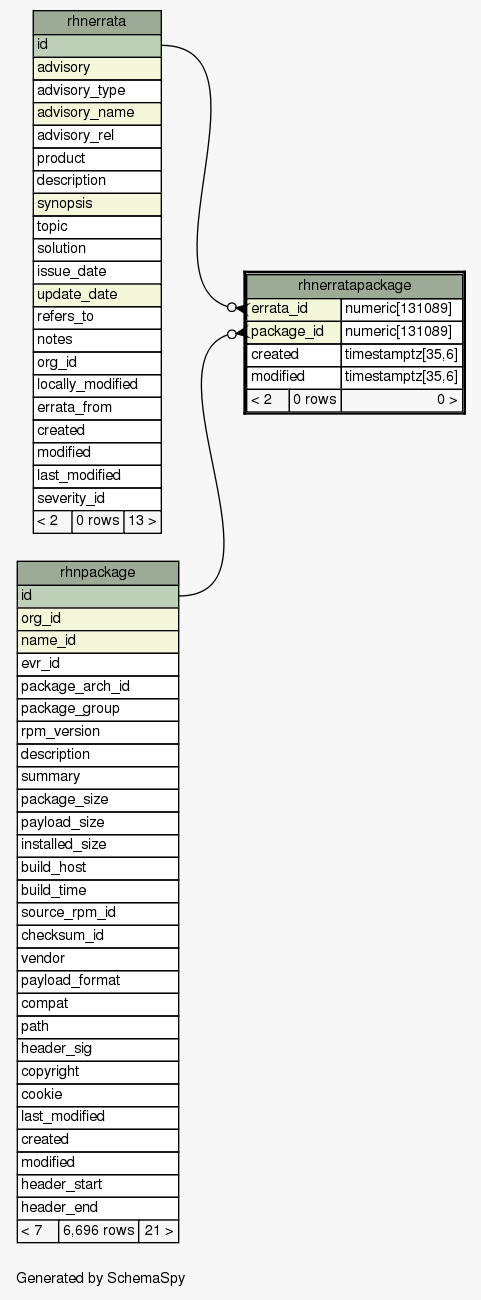 rhnerrata
id
advisory
advisory_type
advisory_name
advisory_rel
product
description
synopsis
topic
solution
issue_date
update_date
refers_to
notes
org_id
locally_modified
errata_from
created
modified
last_modified
severity_id
< 2 0 rows 13 >
rhnerratapackage
errata_id numeric[131089]
package_id numeric[131089]
created timestamptz[35,6]
modified timestamptz[35,6]
< 2 0 rows 0 >
rhnpackage
id
org_id
name_id
evr_id
package_arch_id
package_group
rpm_version
description
summary
package_size
payload_size
installed_size
build_host
build_time
source_rpm_id
checksum_id
vendor
payload_format
compat
path
header_sig
copyright
cookie
last_modified
created
modified
header_start
header_end
< 7 6,696 rows 21 >
Generated by SchemaSpy